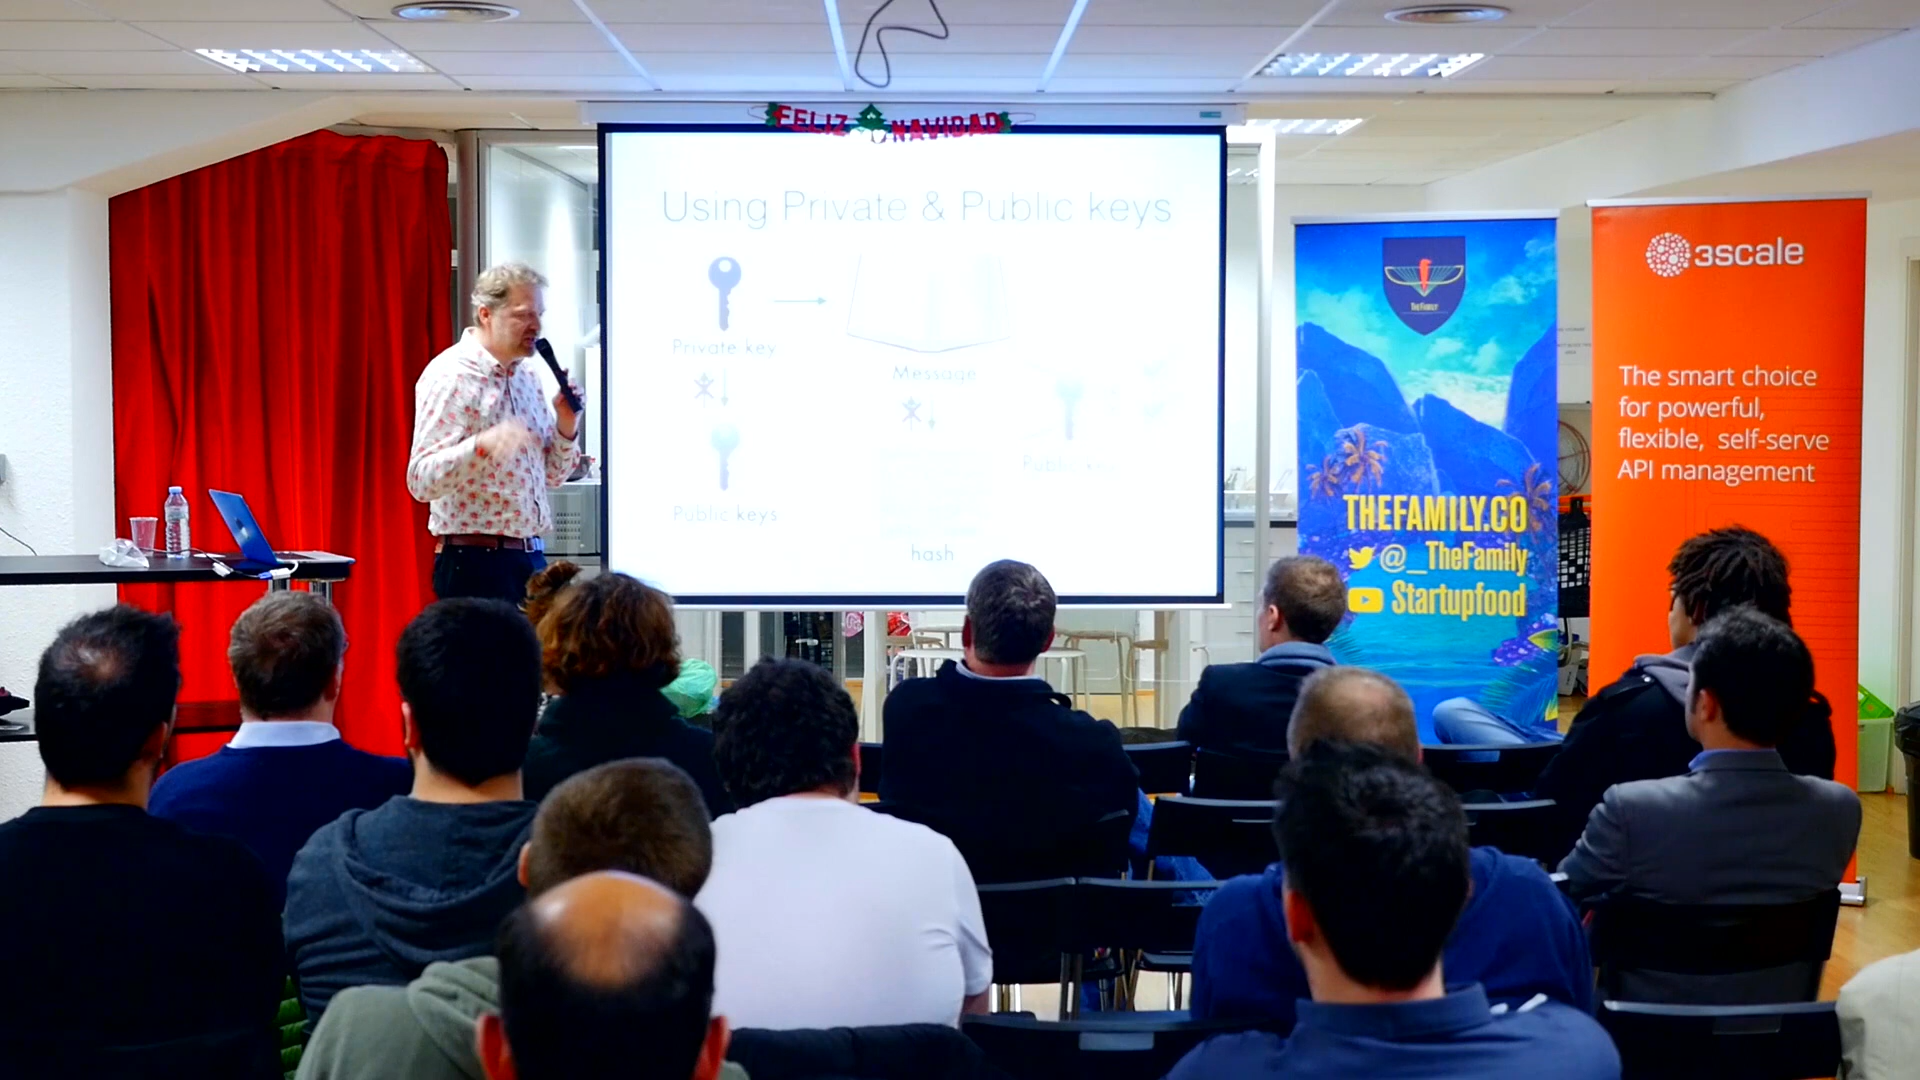 FELIZ NAVIDAD
Using Private & Public keys
Private key
Message
Public keys
hash
THEFAMILY
THEFAMILY.CO
@_TheFamily
Startupfood
3scale
The smart choice
for powerful,
flexible, self-serve
API management